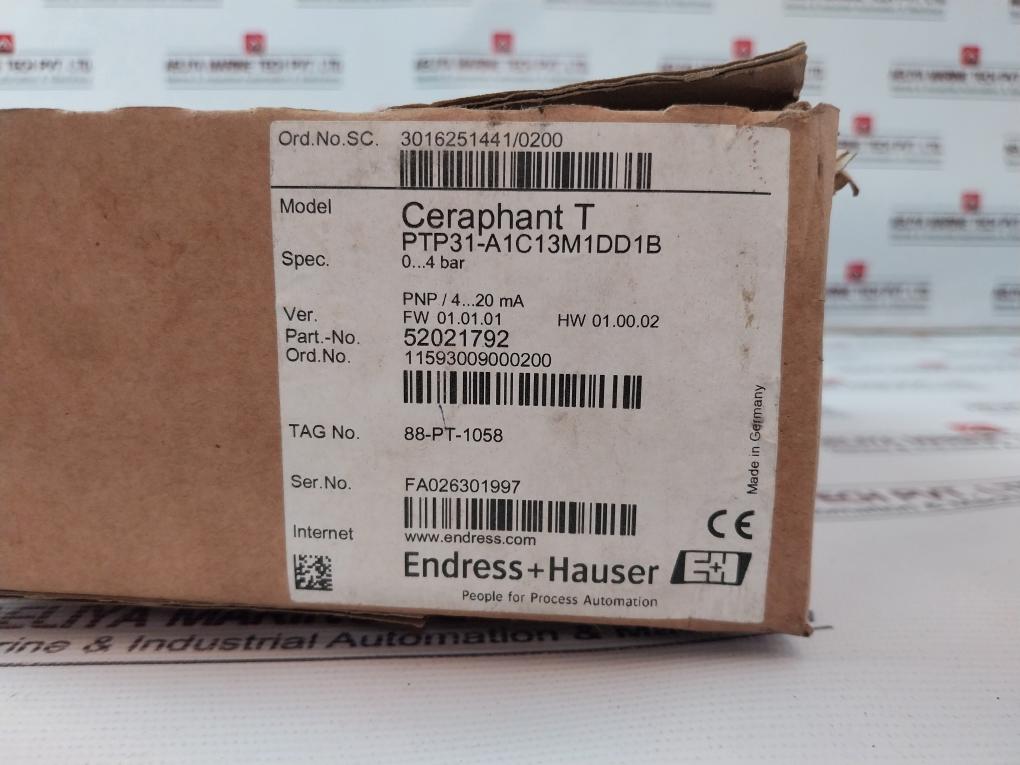 Ord.No.SC. 3016251441/0200
Model Ceraphant T
PTP31-A1C13M1DD1B
Spec. 0...4 bar
PNP / 4...20 mA
Ver. FW 01.01.01 HW 01.00.02
Part.-No. 52021792
Ord.No. 11593009000200
TAG No. 88-PT-1058
Made in Germany
Ser.No. FA026301997
CE
Internet www.endress.com
Endress+Hauser E+H
People for Process Automation
& Industrial Automation &